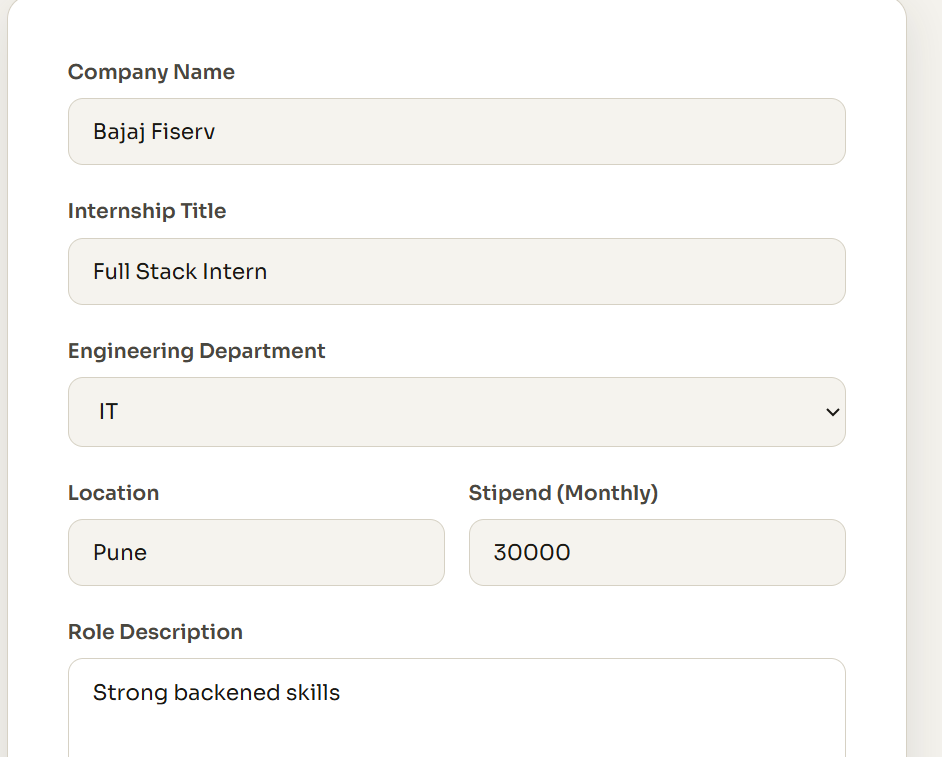 Company Name
Bajaj Fiserv
Internship Title
Full Stack Intern
Engineering Department
IT
Location
Stipend (Monthly)
Pune
30000
Role Description
Strong backened skills